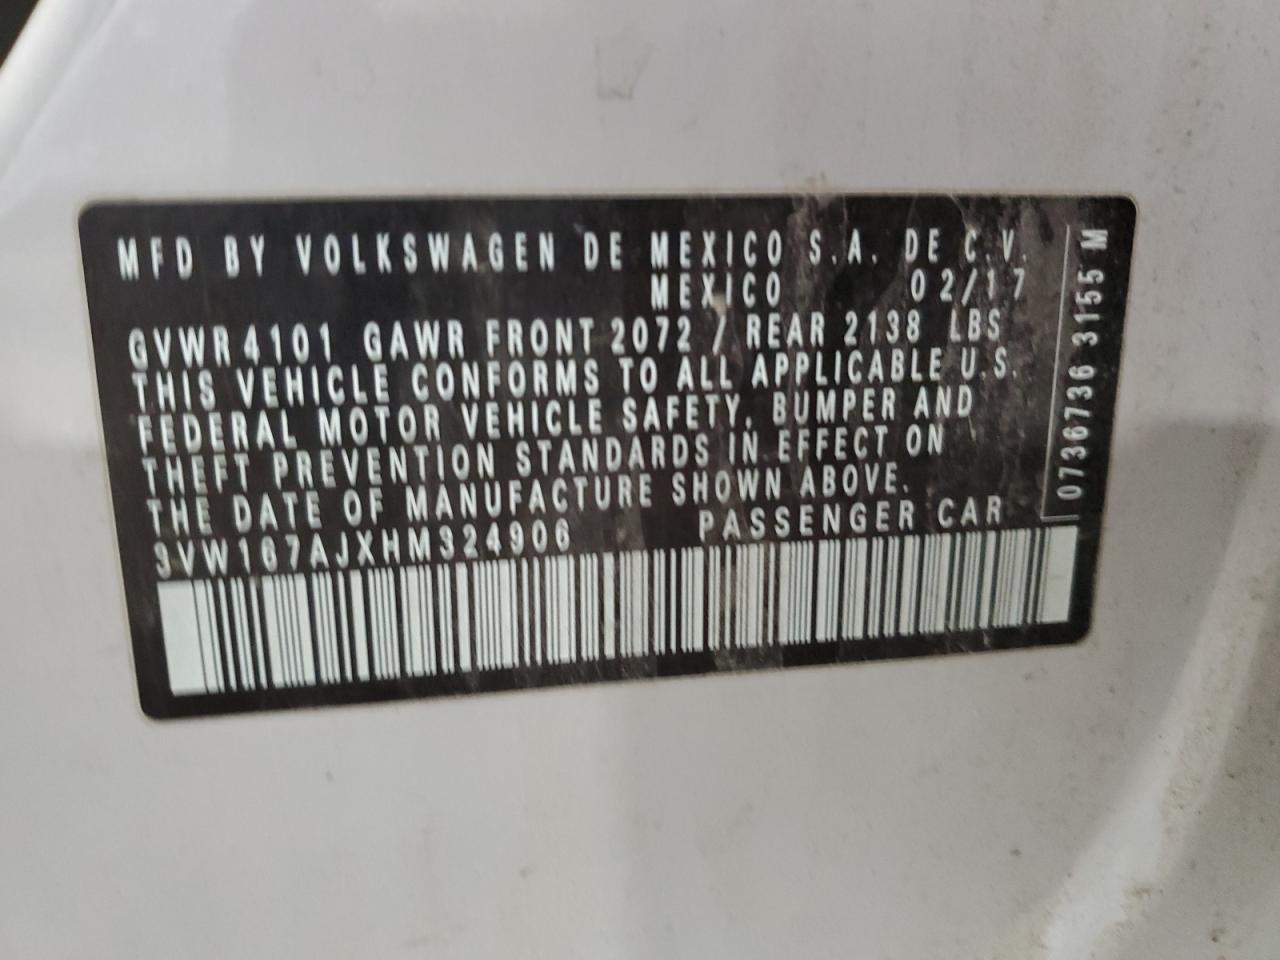 MFD BY VOLKSWAGEN DE MEXICO S.A. DE C.V.
MEXICO 02/17
GVWR 4101 GAWR FRONT 2072 / REAR 2138 LBS
THIS VEHICLE CONFORMS TO ALL APPLICABLE U.S.
FEDERAL MOTOR VEHICLE SAFETY, BUMPER AND
THEFT PREVENTION STANDARDS IN EFFECT ON
THE DATE OF MANUFACTURE SHOWN ABOVE.
3VW167AJXHM324906 PASSENGER CAR
0736736 3155 M